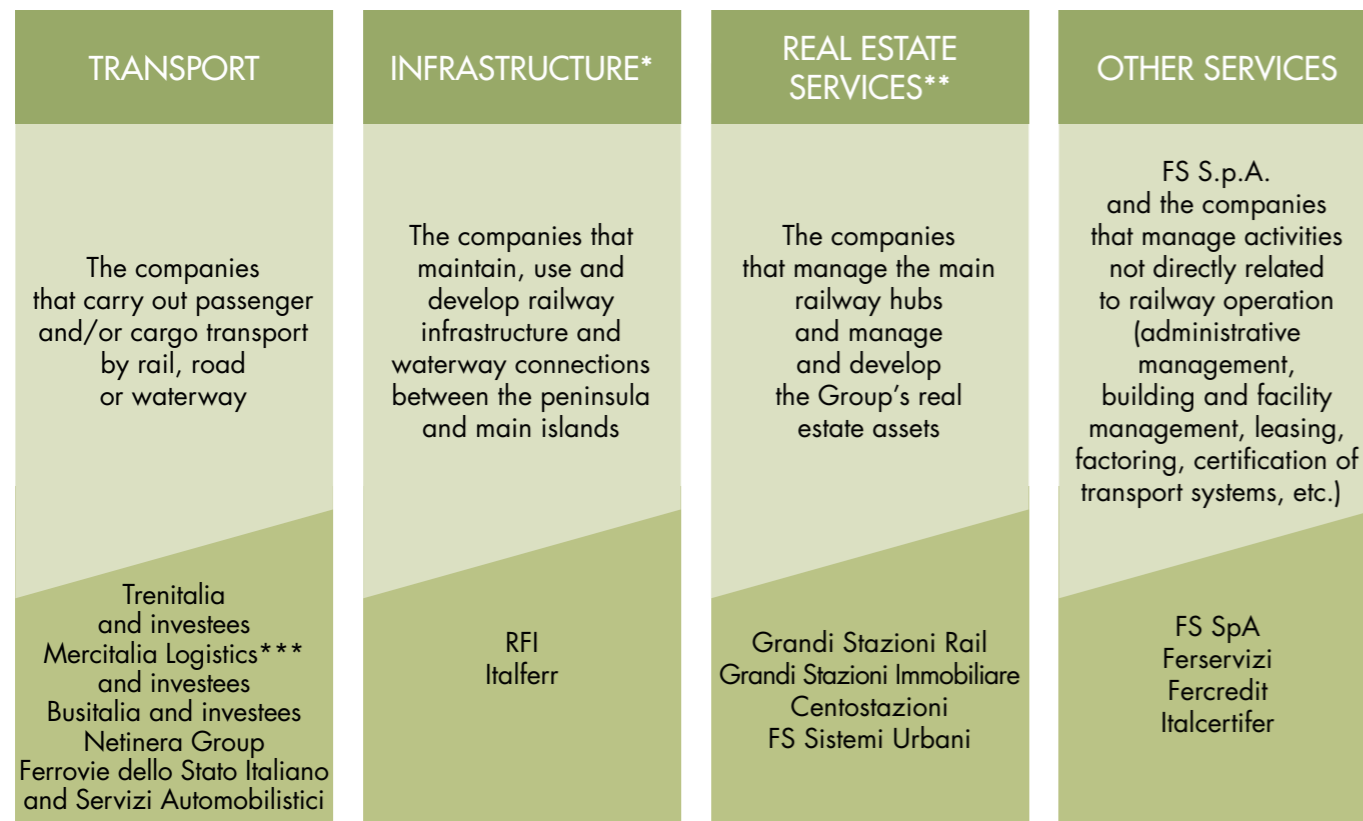 TRANSPORT
The companies
that carry out passenger
and/or cargo transport
by rail, road
or waterway
Trenitalia
and investees
Mercitalia Logistics***
and investees
Busitalia and investees
Netinera Group
Ferrovie dello Stato Italiano
and Servizi Automobilistici
INFRASTRUCTURE*
The companies that
maintain, use and
develop railway
infrastructure and
waterway connections
between the peninsula
and main islands
RFI
Italferr
REAL ESTATE
SERVICES**
The companies
that manage the main
railway hubs
and manage
and develop
the Group's real
estate assets
Grandi Stazioni Rail
Grandi Stazioni Immobiliare
Centostazioni
FS Sistemi Urbani
OTHER SERVICES
FS S.p.A.
and the companies
that manage activities
not directly related
to railway operation
(administrative
management,
building and facility
management, leasing,
factoring, certification of
transport systems, etc.)
FS SpA
Ferservizi
Fercredit
Italcertifer